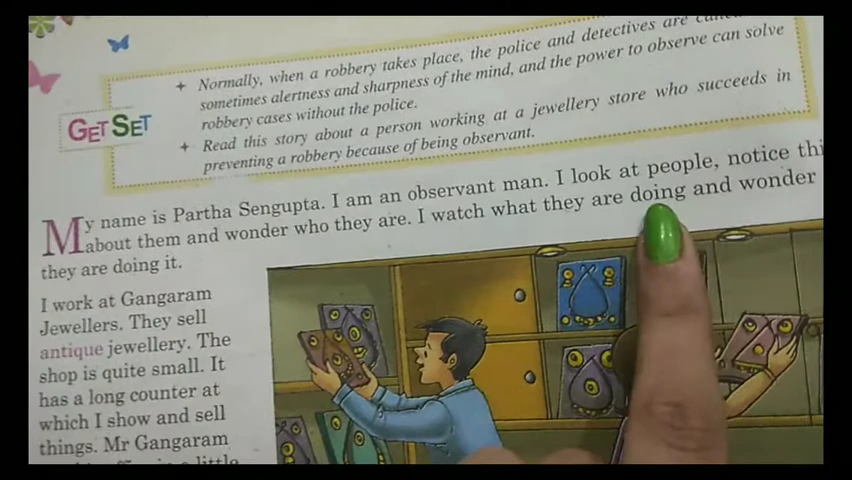 GET SET
+ Normally, when a robbery takes place, the police and detectives are
sometimes alertness and sharpness of the mind, and the power to observe can solve
robbery cases without the police.
+ Read this story about a person working at a jewellery store who succeeds in
preventing a robbery because of being observant.
My name is Partha Sengupta. I am an observant man. I look at people, notice
about them and wonder who they are. I watch what they are doing and wonder
they are doing it.
I work at Gangaram
Jewellers. They sell
antique jewellery. The
shop is quite small. It
has a long counter at
which I show and sell
things. Mr Gangaram
is a little